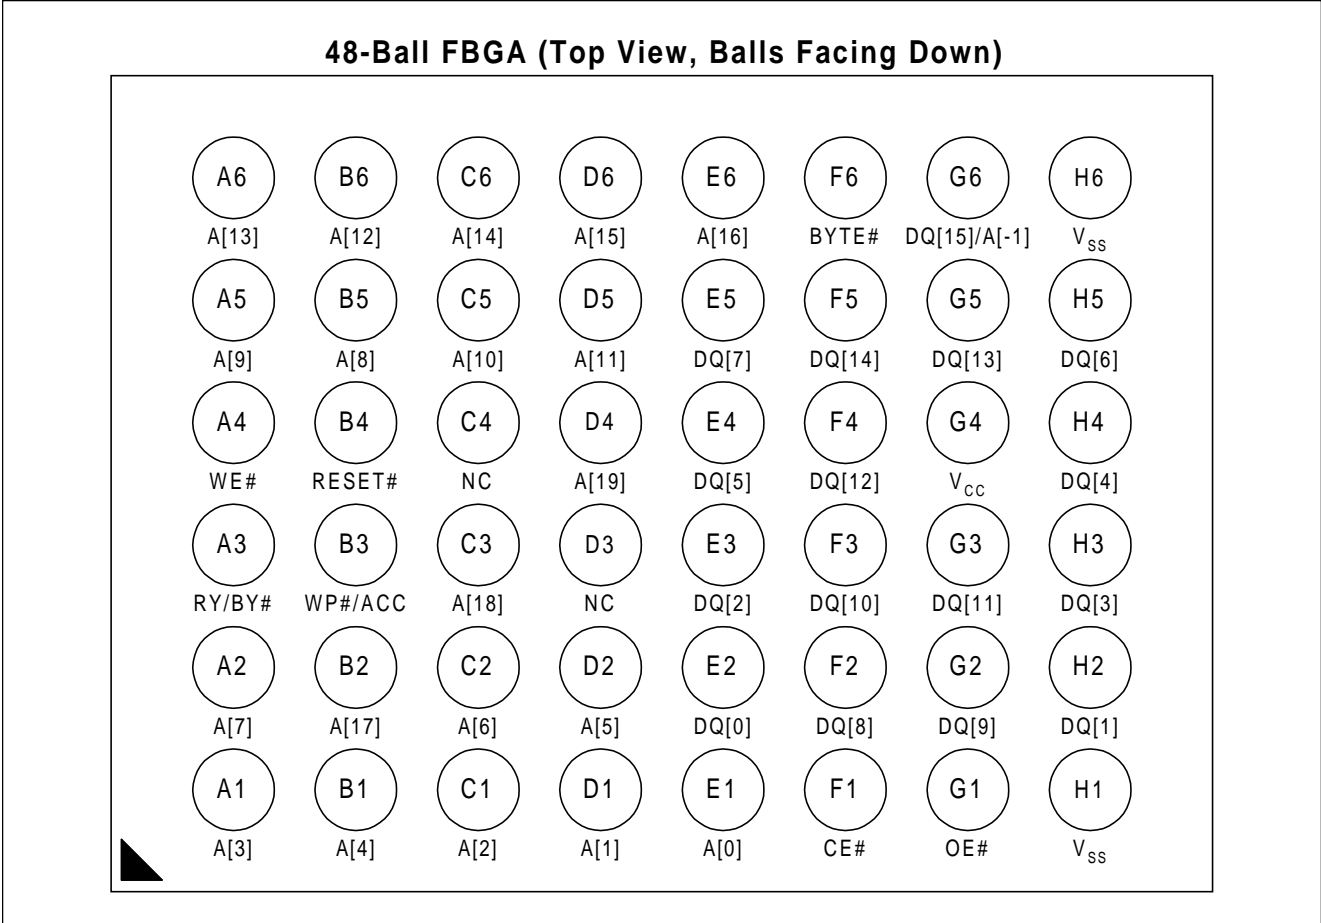 48-Ball FBGA (Top View, Balls Facing Down)
A6 B6 C6 D6 E6 F6 G6 H6
A[13] A[12] A[14] A[15] A[16] BYTE# DQ[15]/A[-1] VSS
A5 B5 C5 D5 E5 F5 G5 H5
A[9] A[8] A[10] A[11] DQ[7] DQ[14] DQ[13] DQ[6]
A4 B4 C4 D4 E4 F4 G4 H4
WE# RESET# NC A[19] DQ[5] DQ[12] VCC DQ[4]
A3 B3 C3 D3 E3 F3 G3 H3
RY/BY# WP#/ACC A[18] NC DQ[2] DQ[10] DQ[11] DQ[3]
A2 B2 C2 D2 E2 F2 G2 H2
A[7] A[17] A[6] A[5] DQ[0] DQ[8] DQ[9] DQ[1]
A1 B1 C1 D1 E1 F1 G1 H1
A[3] A[4] A[2] A[1] A[0] CE# OE# VSS